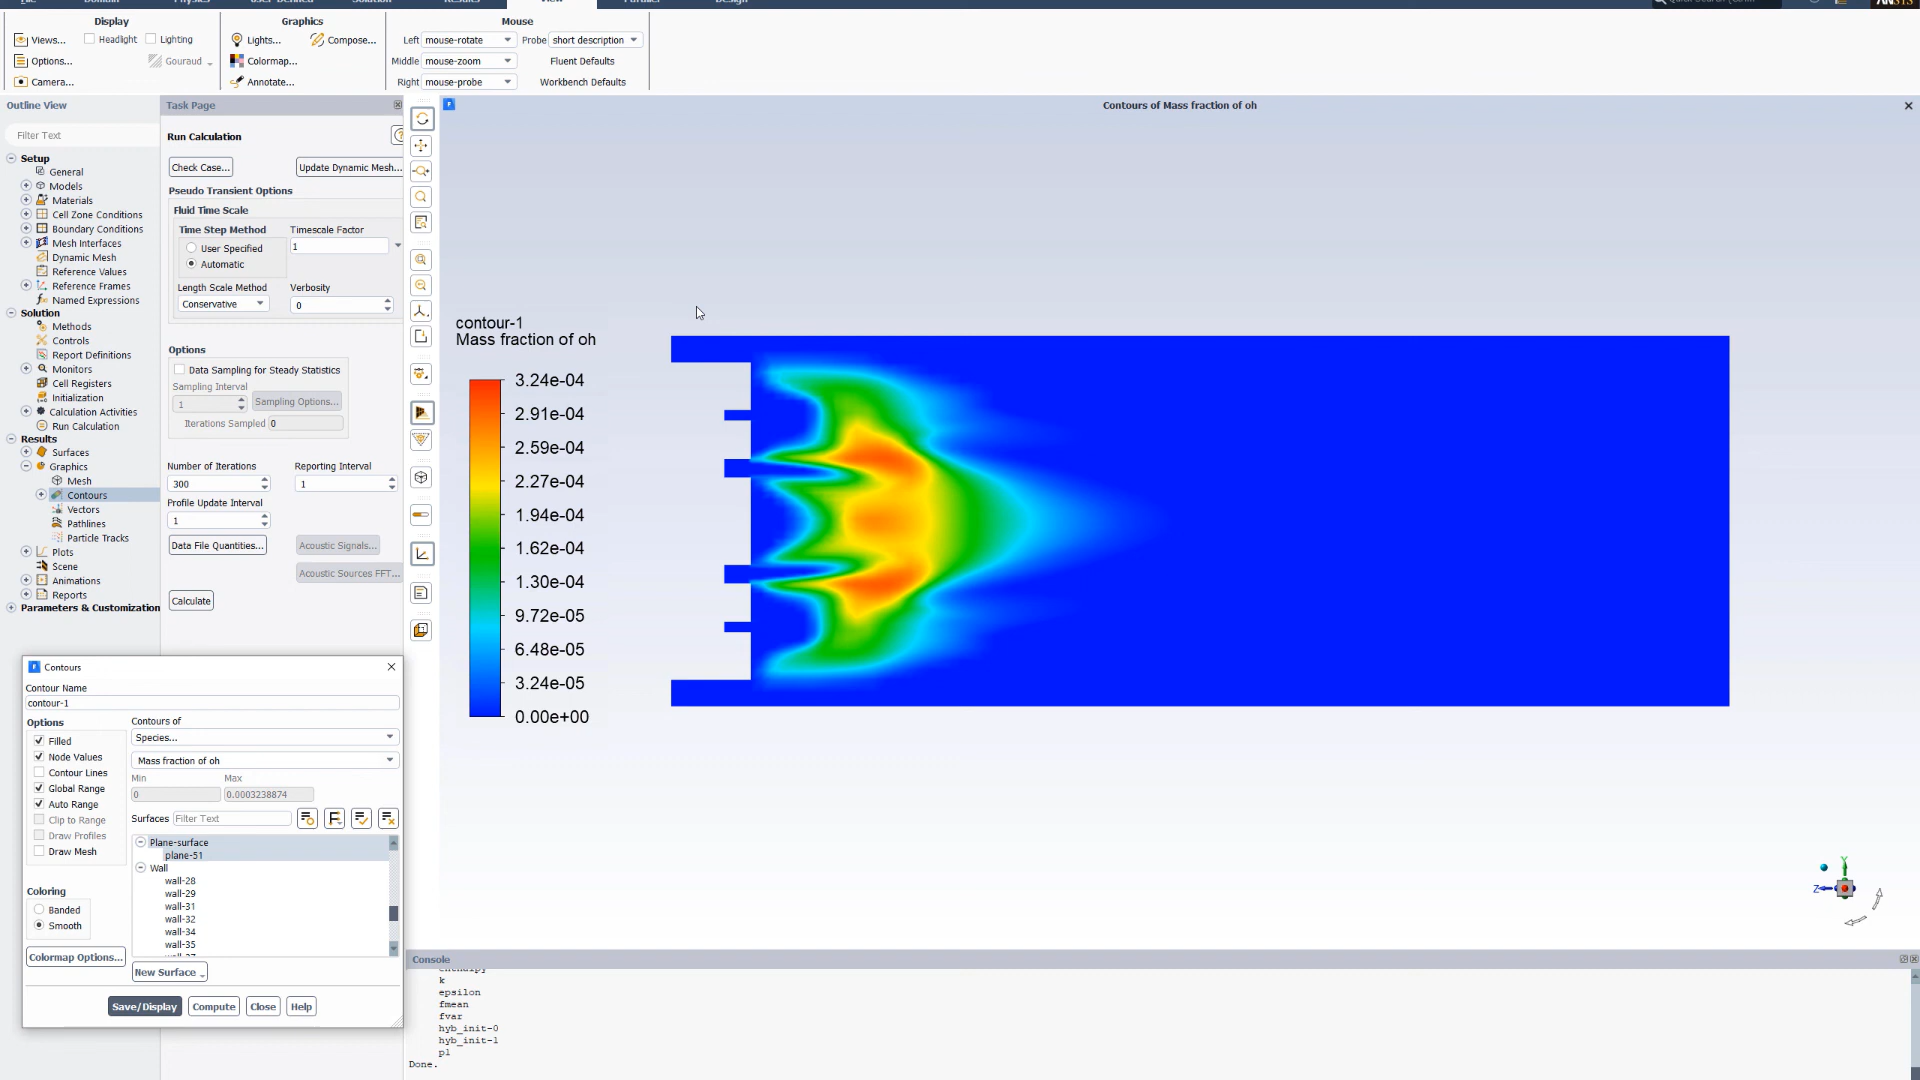 Display
Graphics
Mouse
Views...
Headlight
Lighting
Lights...
Compose...
Left
mouse-rotate
Probe
short description
Options...
Gouraud
Colormap...
Middle
mouse-zoom
Fluent Defaults
Camera...
Annotate...
Right
mouse-probe
Workbench Defaults
Outline View
Filter Text
Setup
General
Models
Materials
Cell Zone Conditions
Boundary Conditions
Mesh Interfaces
Dynamic Mesh
Reference Values
Reference Frames
Named Expressions
Solution
Methods
Controls
Report Definitions
Monitors
Cell Registers
Initialization
Calculation Activities
Run Calculation
Results
Surfaces
Graphics
Mesh
Contours
Vectors
Pathlines
Particle Tracks
Plots
Scene
Animations
Reports
Parameters & Customization
Task Page
Run Calculation
Check Case...
Update Dynamic Mesh...
Pseudo Transient Options
Fluid Time Scale
Time Step Method
Timescale Factor
User Specified
1
Automatic
Length Scale Method
Verbosity
Conservative
0
Options
Data Sampling for Steady Statistics
Sampling Interval
1
Sampling Options...
Iterations Sampled 0
Number of Iterations
Reporting Interval
300
1
Profile Update Interval
1
Data File Quantities...
Acoustic Signals...
Acoustic Sources FFT...
Calculate
Contours of Mass fraction of oh
contour-1
Mass fraction of oh
3.24e-04
2.91e-04
2.59e-04
2.27e-04
1.94e-04
1.62e-04
1.30e-04
9.72e-05
6.48e-05
3.24e-05
0.00e+00
Y
Z
Contours
Contour Name
contour-1
Options
Filled
Node Values
Contour Lines
Global Range
Auto Range
Clip to Range
Draw Profiles
Draw Mesh
Coloring
Banded
Smooth
Colormap Options...
Contours of
Species...
Mass fraction of oh
Min
Max
0
0.0003238874
Surfaces
Filter Text
Plane-surface
plane-51
Wall
wall-28
wall-29
wall-31
wall-32
wall-34
wall-35
New Surface
Save/Display
Compute
Close
Help
Console
k
epsilon
fmean
fvar
hyb_init-0
hyb_init-1
p1
Done.